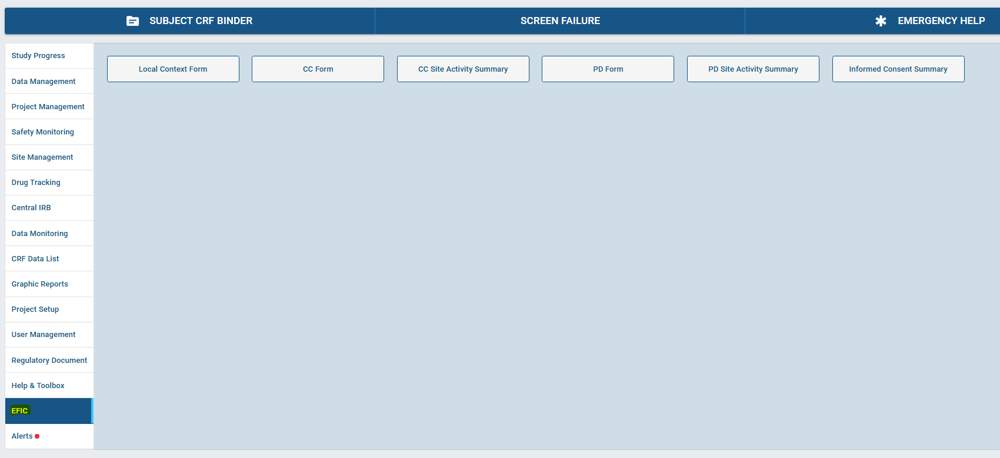 SUBJECT CRF BINDER
SCREEN FAILURE
EMERGENCY HELP
Study Progress
Data Management
Project Management
Safety Monitoring
Site Management
Drug Tracking
Central IRB
Data Monitoring
CRF Data List
Graphic Reports
Project Setup
User Management
Regulatory Document
Help & Toolbox
EFIC
Alerts
Local Context Form
CC Form
CC Site Activity Summary
PD Form
PD Site Activity Summary
Informed Consent Summary